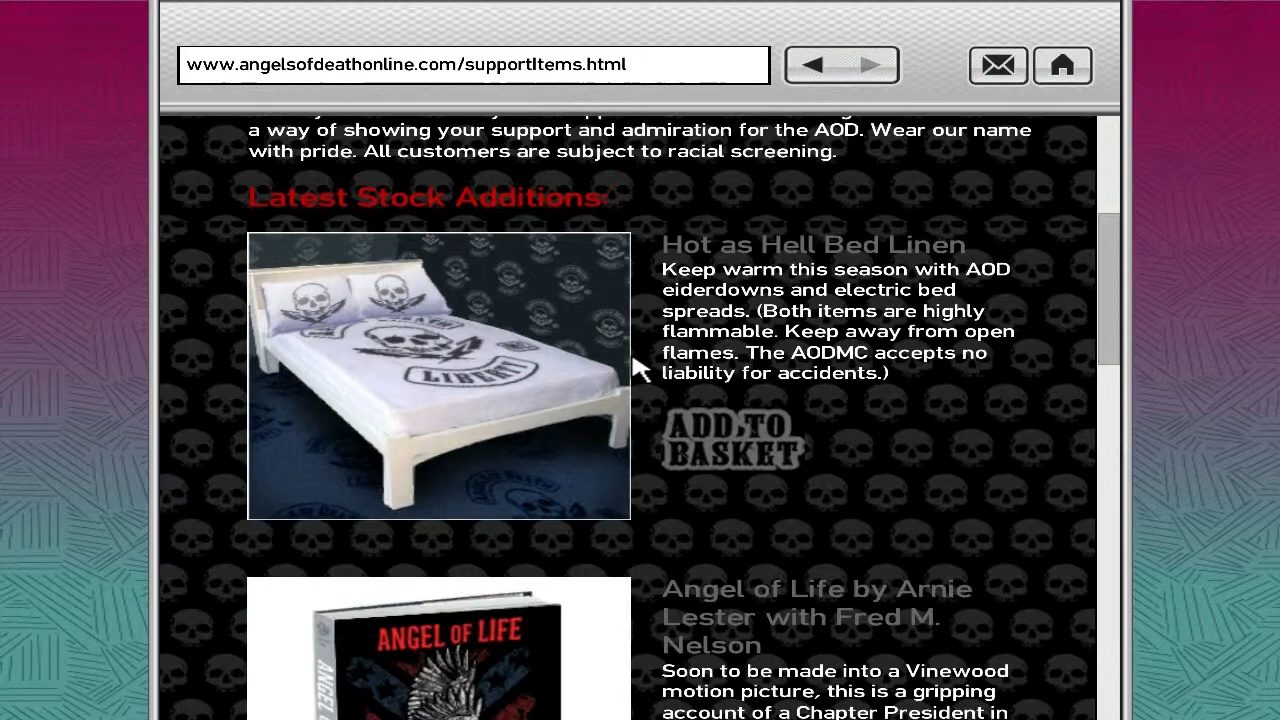 www.angelsofdeathonline.com/supportItems.html
a way of showing your support and admiration for the AOD. Wear our name
with pride. All customers are subject to racial screening.
Latest Stock Additions:
Hot as Hell Bed Linen
Keep warm this season with AOD
eiderdowns and electric bed
spreads. (Both items are highly
flammable. Keep away from open
flames. The AODMC accepts no
liability for accidents.)
LIBERTY
ADD TO
BASKET
Angel of Life by Arnie
Lester with Fred M.
Nelson
Soon to be made into a Vinewood
motion picture, this is a gripping
account of a Chapter President in
ANGEL OF LIFE